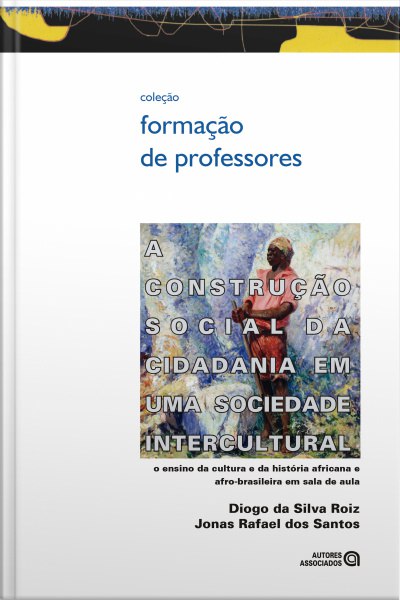 coleção
formação
de professores
A
CONSTRUÇÃO
SOCIAL DA
CIDADANIA EM
UMA SOCIEDADE
INTERCULTURAL
o ensino da cultura e da história africana e
afro-brasileira em sala de aula
Diogo da Silva Roiz
Jonas Rafael dos Santos
AUTORES
ASSOCIADOS